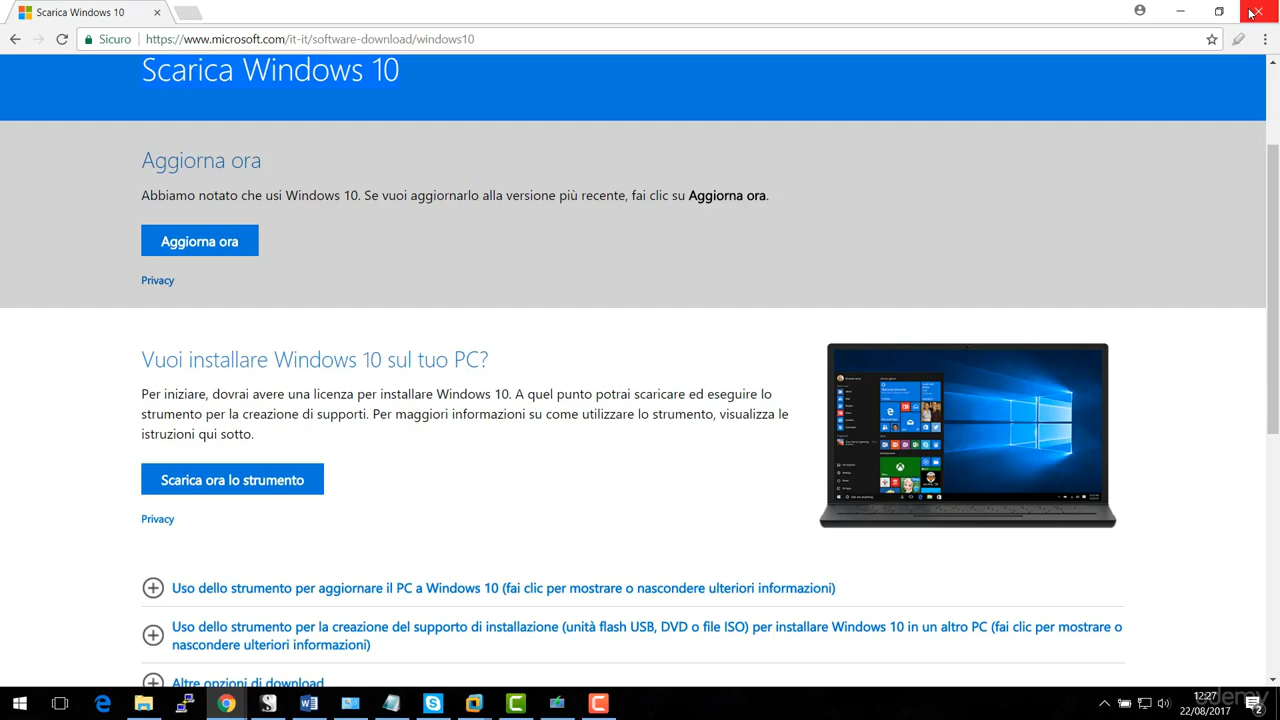 Scarica Windows 10
Sicuro
https://www.microsoft.com/it-it/software-download/windows10
Scarica Windows 10
Aggiorna ora
Abbiamo notato che usi Windows 10. Se vuoi aggiornarlo alla versione più recente, fai clic su Aggiorna ora.
Aggiorna ora
Privacy
Vuoi installare Windows 10 sul tuo PC?
Per iniziare, dovrai avere una licenza per installare Windows 10. A quel punto potrai scaricare ed eseguire lo
strumento per la creazione di supporti. Per maggiori informazioni su come utilizzare lo strumento, visualizza le
istruzioni qui sotto.
Scarica ora lo strumento
Privacy
Uso dello strumento per aggiornare il PC a Windows 10 (fai clic per mostrare o nascondere ulteriori informazioni)
Uso dello strumento per la creazione del supporto di installazione (unità flash USB, DVD o file ISO) per installare Windows 10 in un altro PC (fai clic per mostrare o
nascondere ulteriori informazioni)
Altre opzioni di download
12:27
22/08/2017
2
udemy